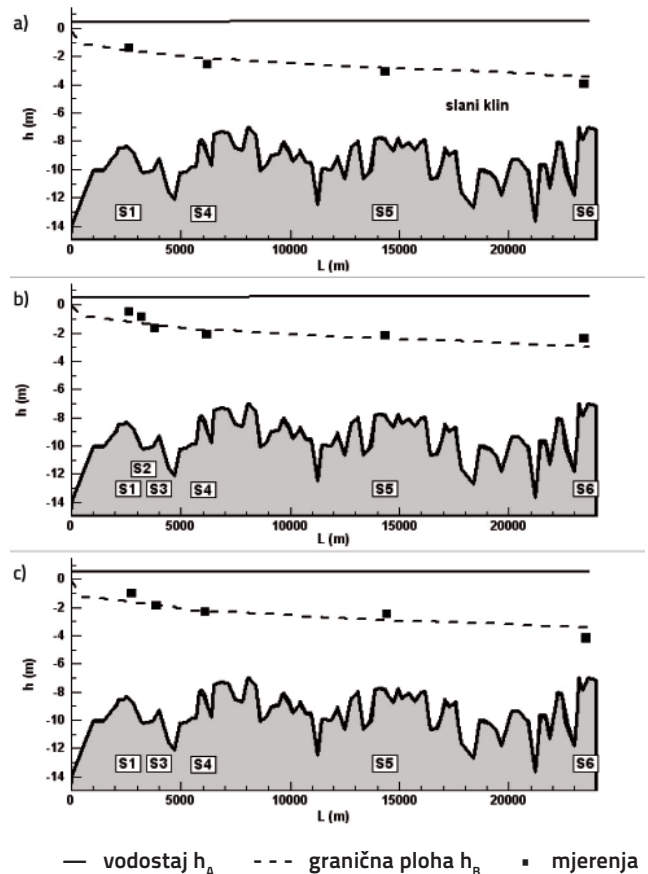 a)
0
-2
-4
-6
-8
-10
-12
-14
h (m)
slani klin
S1 S4 S5 S6
0 5000 10000 15000 20000
L (m)
b)
0
-2
-4
-6
-8
-10
-12
-14
h (m)
S2
S1 S3 S4 S5 S6
0 5000 10000 15000 20000
L (m)
c)
0
-2
-4
-6
-8
-10
-12
-14
h (m)
S1 S3 S4 S5 S6
0 5000 10000 15000 20000
L (m)
vodostaj h_A granična ploha h_B mjerenja